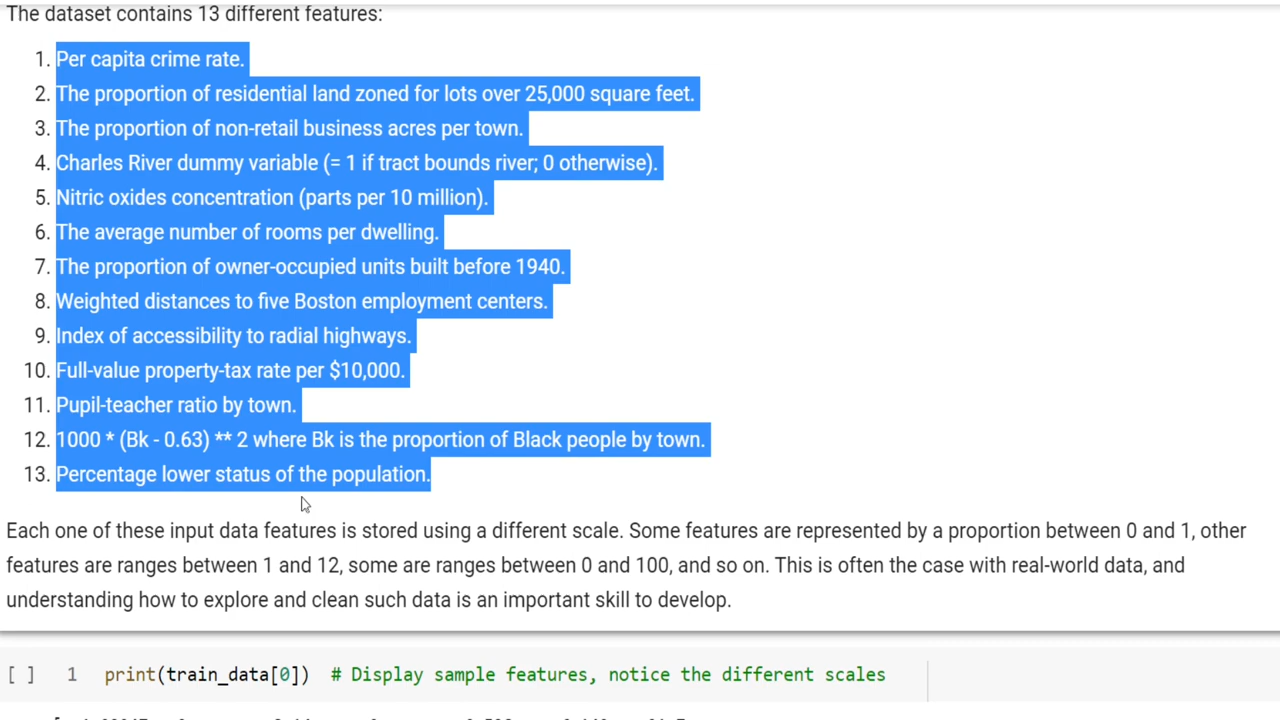 The dataset contains 13 different features:
1. Per capita crime rate.
2. The proportion of residential land zoned for lots over 25,000 square feet.
3. The proportion of non-retail business acres per town.
4. Charles River dummy variable (= 1 if tract bounds river; 0 otherwise).
5. Nitric oxides concentration (parts per 10 million).
6. The average number of rooms per dwelling.
7. The proportion of owner-occupied units built before 1940.
8. Weighted distances to five Boston employment centers.
9. Index of accessibility to radial highways.
10. Full-value property-tax rate per $10,000.
11. Pupil-teacher ratio by town.
12. 1000 * (Bk - 0.63) ** 2 where Bk is the proportion of Black people by town.
13. Percentage lower status of the population.
Each one of these input data features is stored using a different scale. Some features are represented by a proportion between 0 and 1, other
features are ranges between 1 and 12, some are ranges between 0 and 100, and so on. This is often the case with real-world data, and
understanding how to explore and clean such data is an important skill to develop.
[ ] 1 print(train_data[0]) # Display sample features, notice the different scales